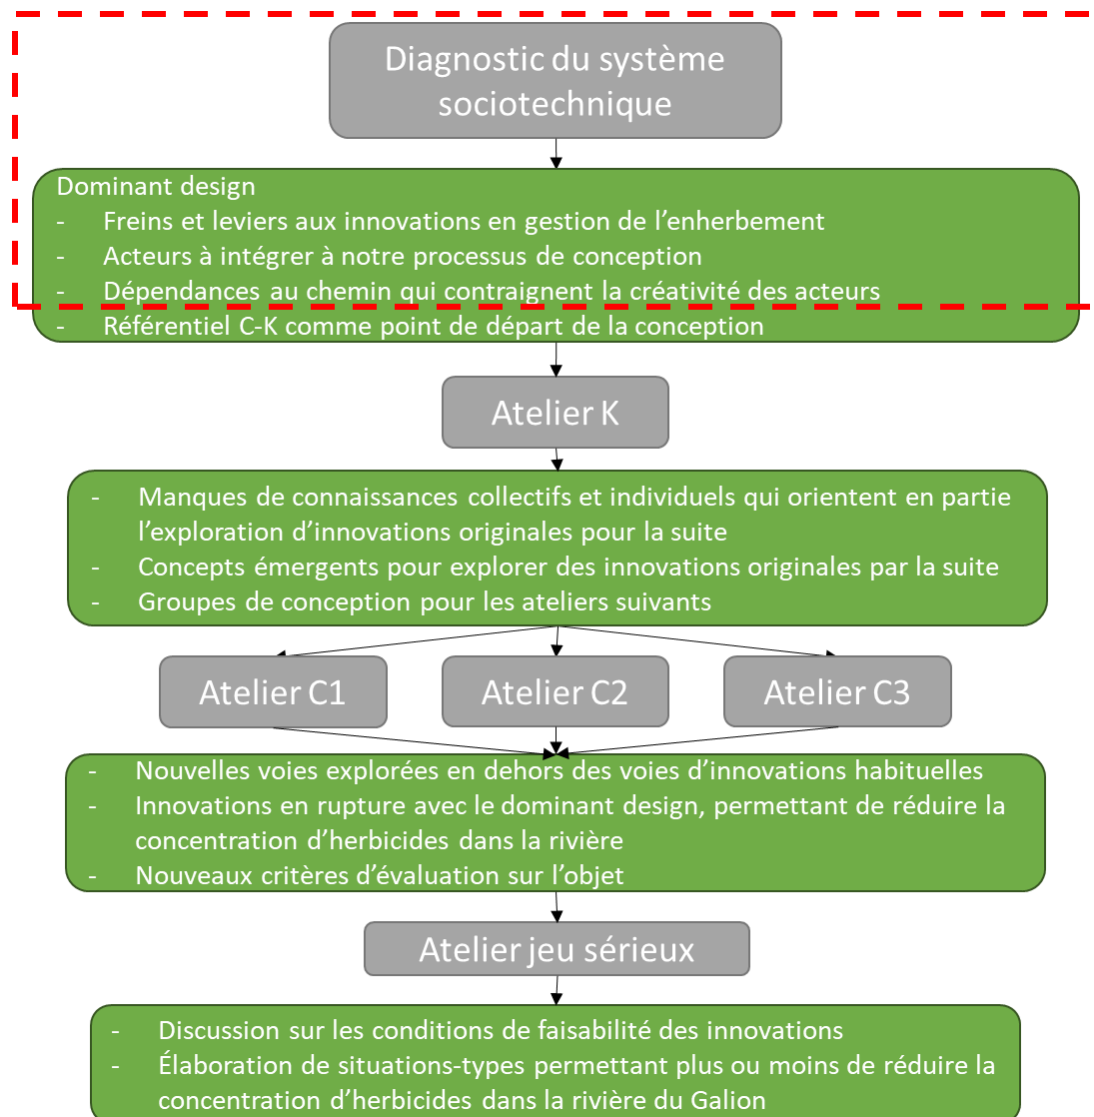 Diagnostic du système
sociotechnique
Dominant design
- Freins et leviers aux innovations en gestion de l'enherbement
- Acteurs à intégrer à notre processus de conception
- Dépendances au chemin qui contraignent la créativité des acteurs
- Référentiel C-K comme point de départ de la conception
Atelier K
- Manques de connaissances collectifs et individuels qui orientent en partie
l'exploration d'innovations originales pour la suite
- Concepts émergents pour explorer des innovations originales par la suite
- Groupes de conception pour les ateliers suivants
Atelier C1
Atelier C2
Atelier C3
- Nouvelles voies explorées en dehors des voies d'innovations habituelles
- Innovations en rupture avec le dominant design, permettant de réduire la
concentration d'herbicides dans la rivière
- Nouveaux critères d'évaluation sur l'objet
Atelier jeu sérieux
- Discussion sur les conditions de faisabilité des innovations
- Élaboration de situations-types permettant plus ou moins de réduire la
concentration d'herbicides dans la rivière du Galion